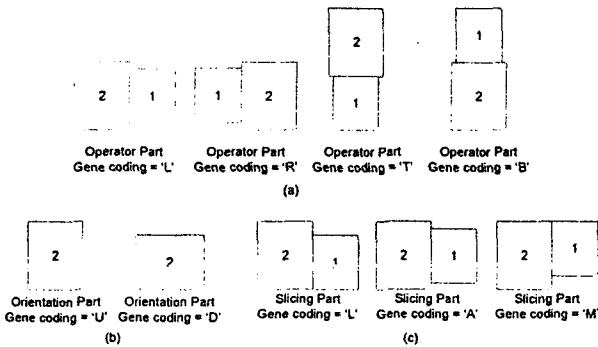 2
1
2 1 1 2
1 2
Operator Part Operator Part Operator Part Operator Part
Gene coding = 'L' Gene coding = 'R' Gene coding = 'T' Gene coding = 'B'
(a)
2 2 2 2 1
1 1
2
Orientation Part Orientation Part Slicing Part Slicing Part Slicing Part
Gene coding = 'U' Gene coding = 'D' Gene coding = 'L' Gene coding = 'A' Gene coding = 'M'
(b) (c)